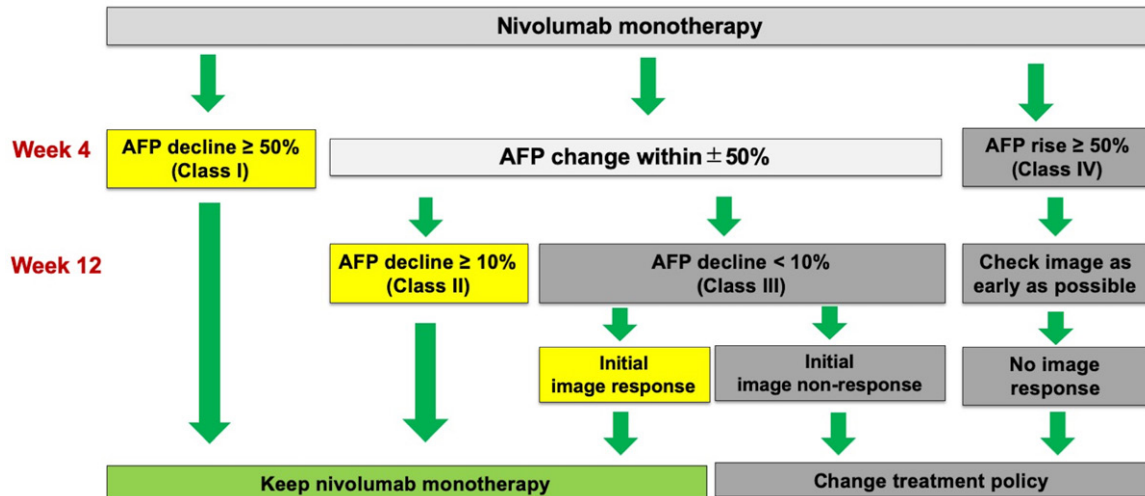 Nivolumab monotherapy
Week 4
AFP decline ≥ 50%
(Class I)
AFP change within ± 50%
AFP rise ≥ 50%
(Class IV)
Week 12
AFP decline ≥ 10%
(Class II)
AFP decline < 10%
(Class III)
Check image as
early as possible
Initial
image response
Initial
image non-response
No image
response
Keep nivolumab monotherapy
Change treatment policy